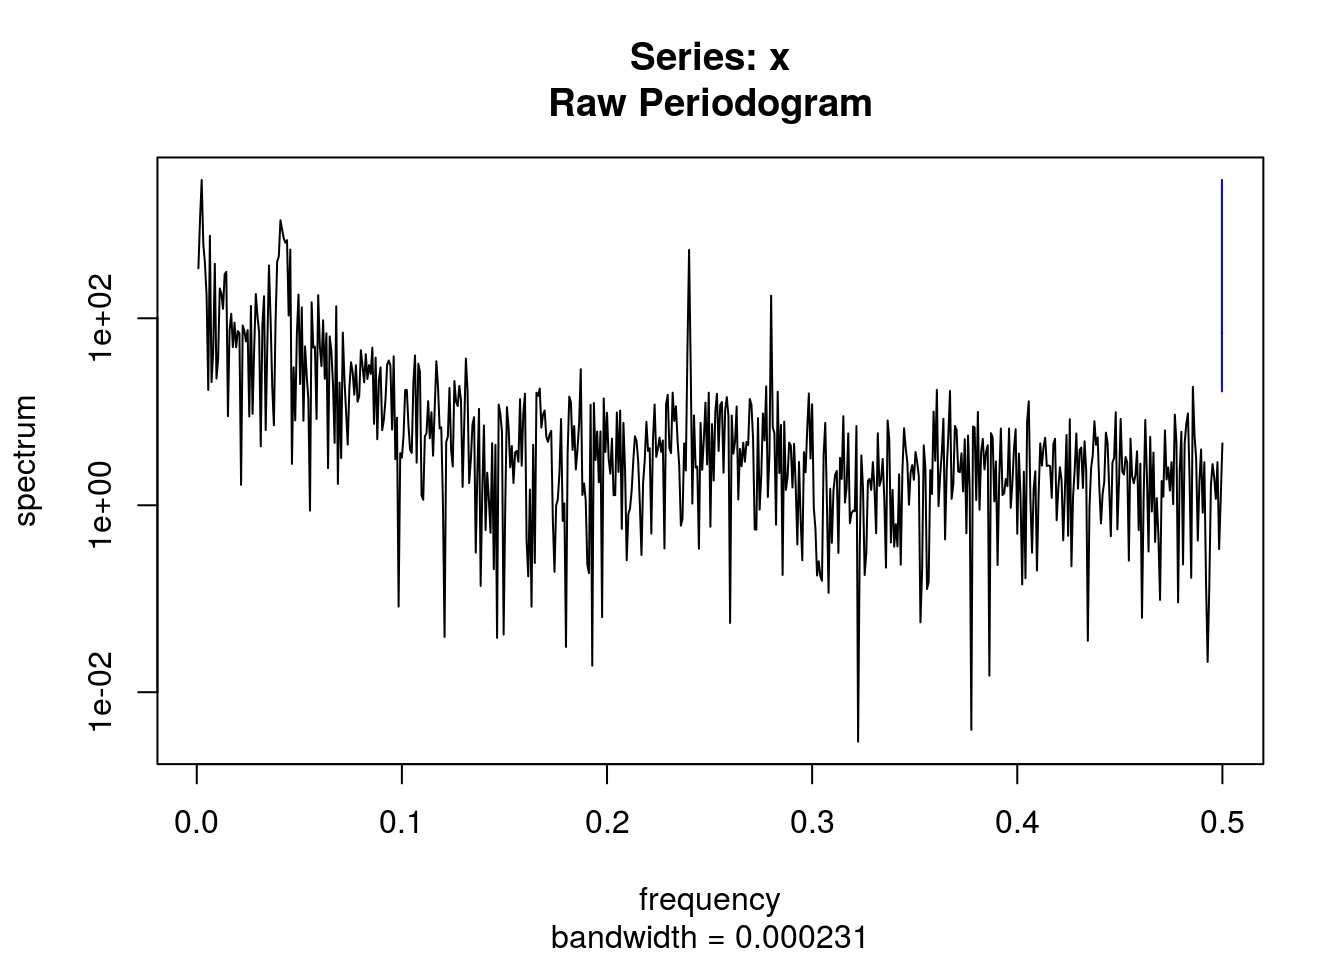 Series: x
Raw Periodogram
spectrum
1e+02
1e+00
1e-02
0.0 0.1 0.2 0.3 0.4 0.5
frequency
bandwidth = 0.000231